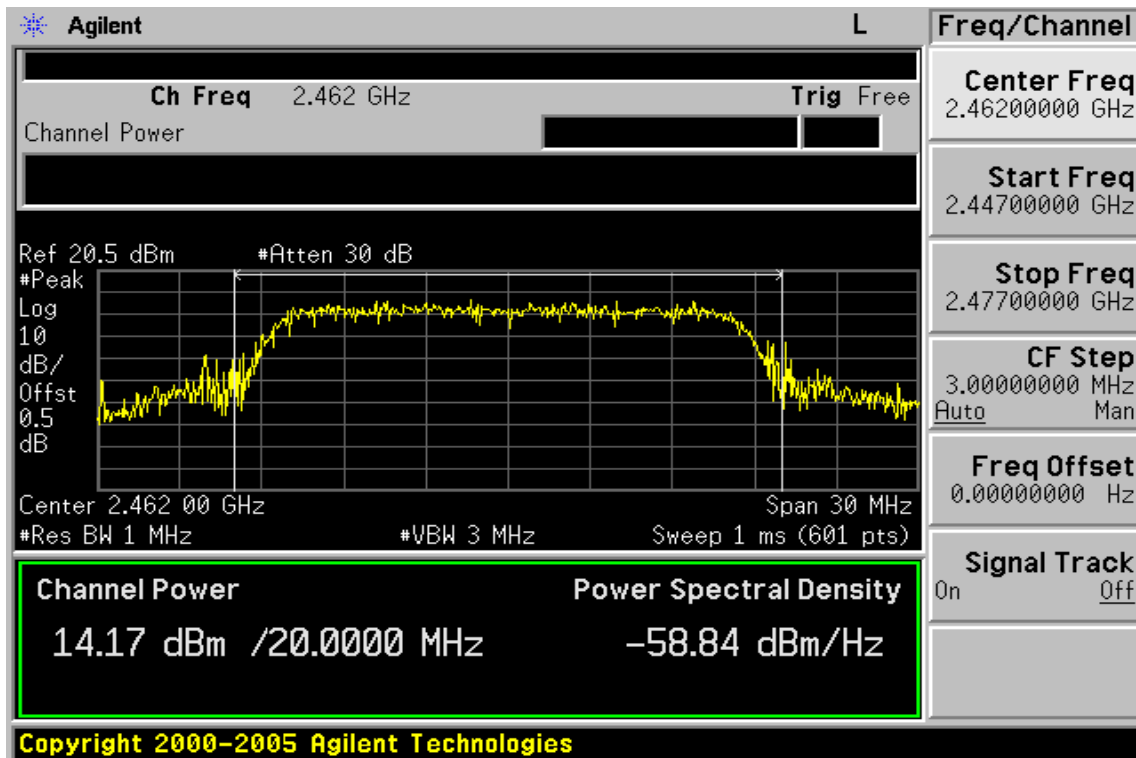 Agilent
L
Freq/Channel
Ch Freq 2.462 GHz
Trig Free
Channel Power
Center Freq
2.46200000 GHz
Start Freq
2.44700000 GHz
Stop Freq
2.47700000 GHz
CF Step
3.00000000 MHz
Auto Man
Freq Offset
0.00000000 Hz
Signal Track
On Off
Ref 20.5 dBm #Atten 30 dB
#Peak
Log
10
dB/
Offst
0.5
dB
Center 2.462 00 GHz Span 30 MHz
#Res BW 1 MHz #VBW 3 MHz Sweep 1 ms (601 pts)
Channel Power Power Spectral Density
14.17 dBm /20.0000 MHz -58.84 dBm/Hz
Copyright 2000-2005 Agilent Technologies